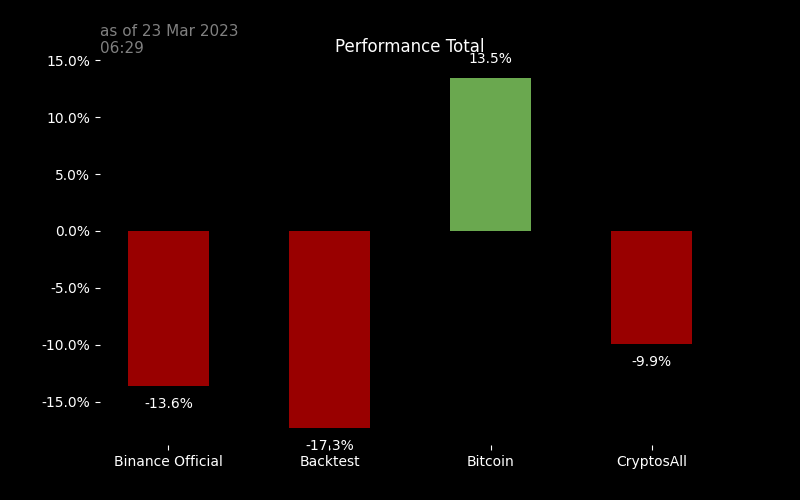 as of 23 Mar 2023
06:29
Performance Total
15.0%
10.0%
5.0%
0.0%
-5.0%
-10.0%
-15.0%
13.5%
-13.6%
-17.3%
-9.9%
Binance Official
Backtest
Bitcoin
CryptosAll